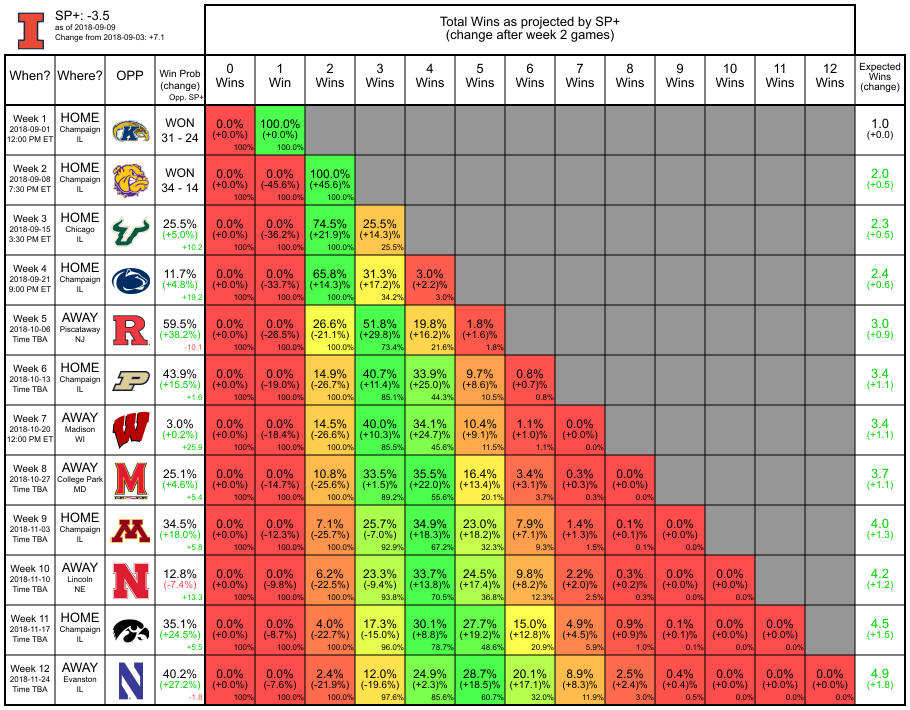 SP+: -3.5
as of 2018-09-09
Change from 2018-09-03: +7.1
Total Wins as projected by SP+
(change after week 2 games)
When? Where? OPP Win Prob (change) Opp. SP+ 0 Wins 1 Win 2 Wins 3 Wins 4 Wins 5 Wins 6 Wins 7 Wins 8 Wins 9 Wins 10 Wins 11 Wins 12 Wins Expected Wins (change)
Week 1 HOME WON 0.0% 100.0% 1.0
2018-09-01 Champaign K 31 - 24 (+0.0%) (+0.0%) (+0.0)
12:00 PM ET IL 100% 100.0%
Week 2 HOME WON 0.0% 0.0% 100.0% 2.0
2018-09-08 Champaign 34 - 14 (+0.0%) (-45.6%) (+45.6)% (+0.5)
7:30 PM ET IL 100% 100.0% 100.0%
Week 3 HOME 25.5% 0.0% 0.0% 74.5% 25.5% 2.3
2018-09-15 Chicago (+5.0%) (+0.0%) (-36.2%) (+21.9)% (+14.3)% (+0.5)
3:30 PM ET IL +10.2 100% 100.0% 100.0% 25.5%
Week 4 HOME 11.7% 0.0% 0.0% 65.8% 31.3% 3.0% 2.4
2018-09-21 Champaign (+4.8%) (+0.0%) (-33.7%) (+14.3)% (+17.2)% (+2.2)% (+0.6)
9:00 PM ET IL +19.2 100% 100.0% 100.0% 34.2% 3.0%
Week 5 AWAY R 59.5% 0.0% 0.0% 26.6% 51.8% 19.8% 1.8% 3.0
2018-10-06 Piscataway (+38.2%) (+0.0%) (-26.5%) (-21.1)% (+29.8)% (+16.2)% (+1.6)% (+0.9)
Time TBA NJ -10.1 100% 100.0% 100.0% 73.4% 21.6% 1.8%
Week 6 HOME P 43.9% 0.0% 0.0% 14.9% 40.7% 33.9% 9.7% 0.8% 3.4
2018-10-13 Champaign (+15.5%) (+0.0%) (-19.0%) (-26.7%) (+11.4)% (+25.0)% (+8.6)% (+0.7)% (+1.1)
Time TBA IL +1.6 100% 100.0% 100.0% 85.1% 44.3% 10.5% 0.8%
Week 7 AWAY W 3.0% 0.0% 0.0% 14.5% 40.0% 34.1% 10.4% 1.1% 0.0% 3.4
2018-10-20 Madison (+0.2%) (+0.0%) (-18.4%) (-26.6%) (+10.3)% (+24.7)% (+9.1)% (+1.0)% (+0.0)% (+1.1)
12:00 PM ET WI +25.9 100% 100.0% 100.0% 85.5% 45.6% 11.5% 1.1% 0.0%
Week 8 AWAY M 25.1% 0.0% 0.0% 10.8% 33.5% 35.5% 16.4% 3.4% 0.3% 0.0% 3.7
2018-10-27 College Park (+4.6%) (+0.0%) (-14.7%) (-25.6%) (+1.5)% (+22.0)% (+13.4)% (+3.1)% (+0.3)% (+0.0)% (+1.1)
Time TBA MD +5.4 100% 100.0% 100.0% 89.2% 55.6% 20.1% 3.7% 0.3% 0.0%
Week 9 HOME M 34.5% 0.0% 0.0% 7.1% 25.7% 34.9% 23.0% 7.9% 1.4% 0.1% 0.0% 4.0
2018-11-03 Champaign (+18.0%) (+0.0%) (-12.3%) (-25.7%) (-7.0%) (+18.3)% (+18.2)% (+7.1)% (+1.3)% (+0.1)% (+0.0)% (+1.3)
Time TBA IL +5.8 100% 100.0% 100.0% 92.9% 67.2% 32.3% 9.3% 1.5% 0.1% 0.0%
Week 10 AWAY N 12.8% 0.0% 0.0% 6.2% 23.3% 33.7% 24.5% 9.8% 2.2% 0.3% 0.0% 0.0% 4.2
2018-11-10 Lincoln (-7.4%) (+0.0%) (-9.8%) (-22.5%) (-9.4%) (+13.8)% (+17.4)% (+8.2)% (+2.0)% (+0.2)% (+0.0)% (+0.0)% (+1.2)
Time TBA NE +13.3 100% 100.0% 100.0% 93.8% 70.5% 36.8% 12.3% 2.5% 0.3% 0.0% 0.0%
Week 11 HOME 35.1% 0.0% 0.0% 4.0% 17.3% 30.1% 27.7% 15.0% 4.9% 0.9% 0.1% 0.0% 0.0% 4.5
2018-11-17 Champaign (+24.5%) (+0.0%) (-8.7%) (-22.7%) (-15.0%) (+8.8)% (+19.2)% (+12.8)% (+4.5)% (+0.9)% (+0.1)% (+0.0)% (+0.0)% (+1.5)
Time TBA IL +5.5 100% 100.0% 100.0% 96.0% 78.7% 48.6% 20.9% 5.9% 1.0% 0.1% 0.0% 0.0%
Week 12 AWAY N 40.2% 0.0% 0.0% 2.4% 12.0% 24.9% 28.7% 20.1% 8.9% 2.5% 0.4% 0.0% 0.0% 0.0% 4.9
2018-11-24 Evanston (+27.2%) (+0.0%) (-7.6%) (-21.9%) (-19.6%) (+2.3)% (+18.5)% (+17.1)% (+8.3)% (+2.4)% (+0.4)% (+0.0)% (+0.0)% (+0.0)% (+1.8)
Time TBA IL -1.8 100% 100.0% 100.0% 97.6% 85.6% 60.7% 32.0% 11.9% 3.0% 0.5% 0.0% 0.0% 0.0%